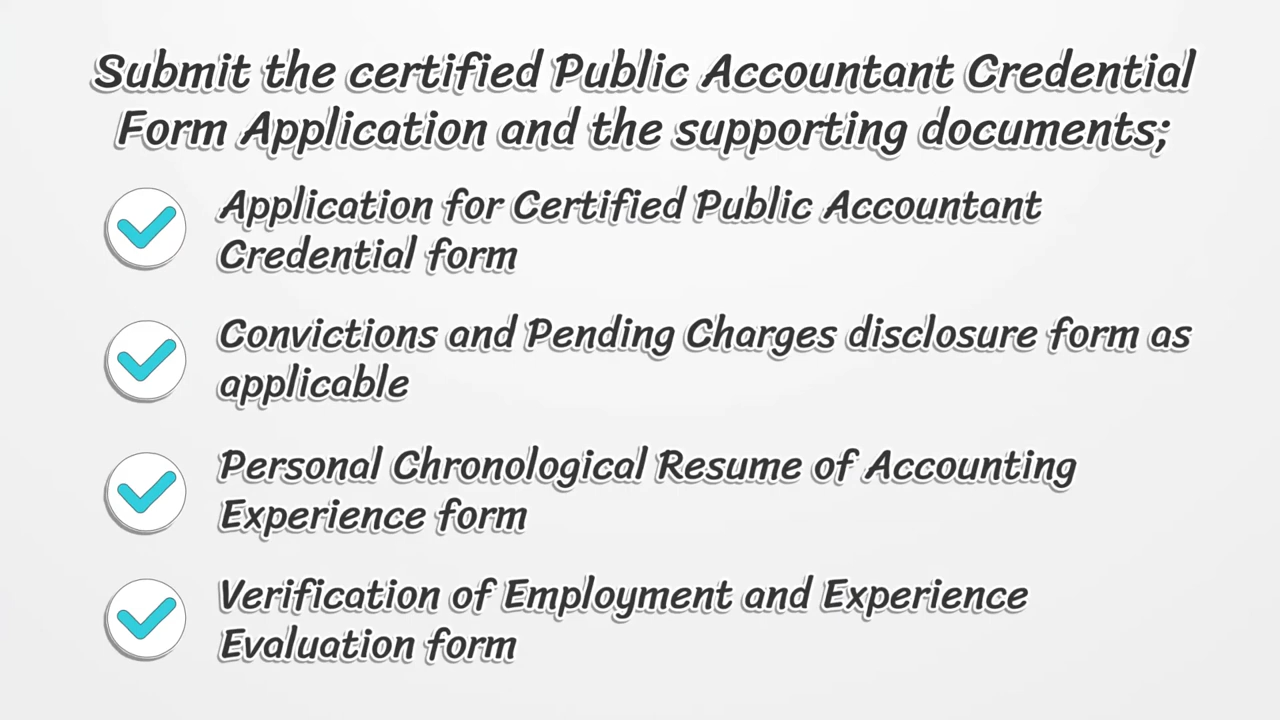 Submit the certified Public Accountant Credential
Form Application and the supporting documents;
Application for Certified Public Accountant
Credential form
Convictions and Pending Charges disclosure form as
applicable
Personal Chronological Resume of Accounting
Experience form
Verification of Employment and Experience
Evaluation form